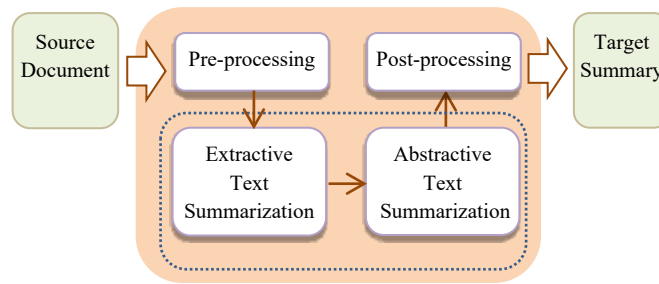 Source
Document
Pre-processing
Post-processing
Target
Summary
Extractive
Text
Summarization
Abstractive
Text
Summarization